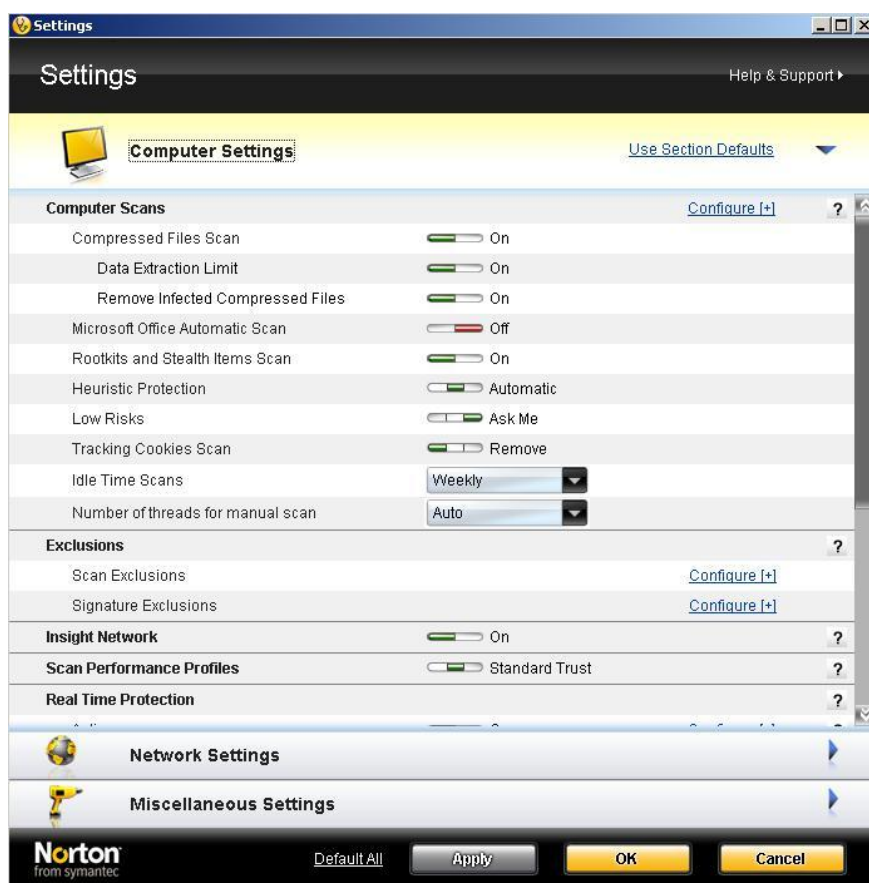 Settings
Settings
Help & Support
Computer Settings
Use Section Defaults
Computer Scans Configure [+] ?
Compressed Files Scan On
Data Extraction Limit On
Remove Infected Compressed Files On
Microsoft Office Automatic Scan Off
Rootkits and Stealth Items Scan On
Heuristic Protection Automatic
Low Risks Ask Me
Tracking Cookies Scan Remove
Idle Time Scans Weekly
Number of threads for manual scan Auto
Exclusions ?
Scan Exclusions Configure [+]
Signature Exclusions Configure [+]
Insight Network On ?
Scan Performance Profiles Standard Trust ?
Real Time Protection ?
Network Settings
Miscellaneous Settings
Norton
from symantec
Default All
Apply
OK
Cancel